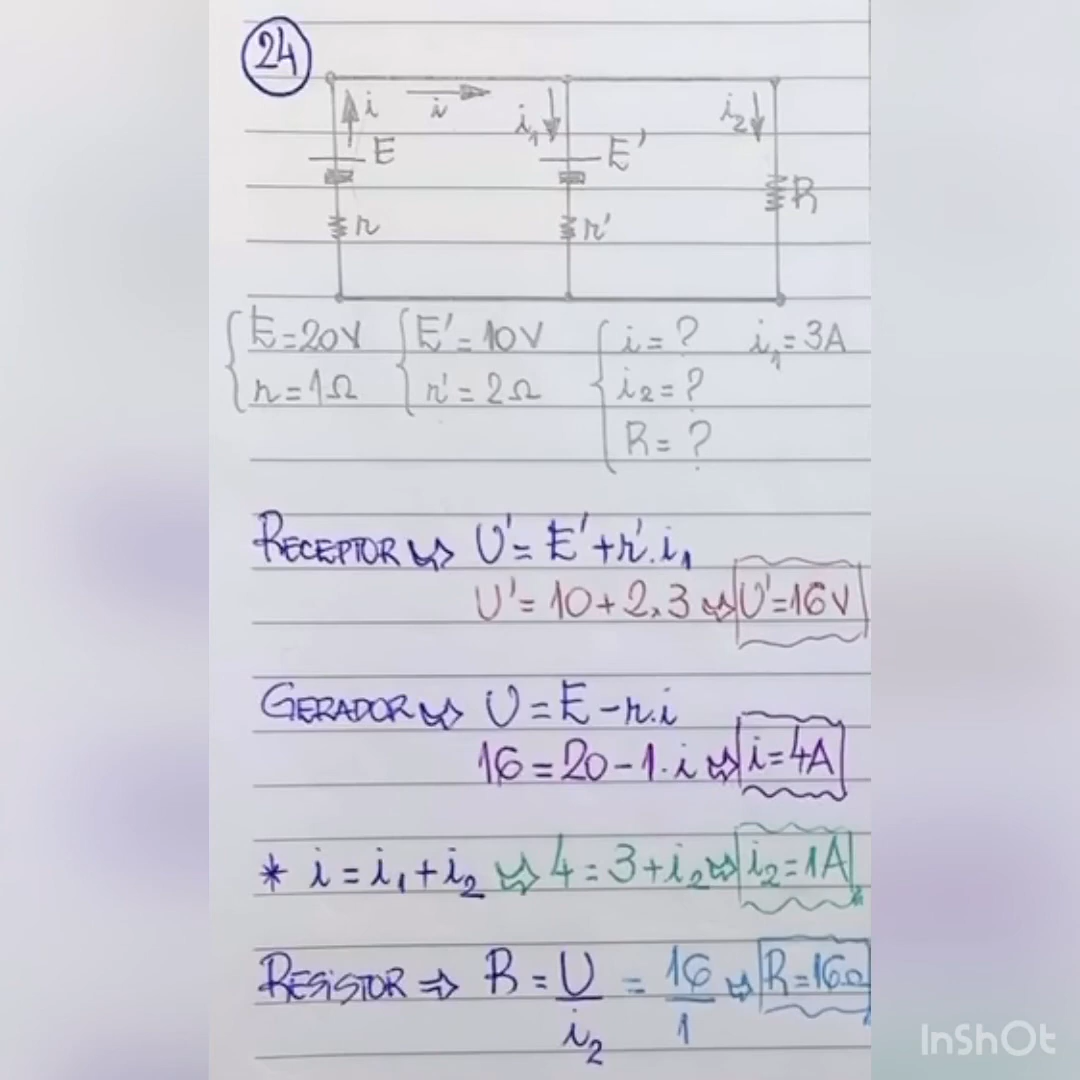 24
i i i₁ i₂
E E' R
r r'
E=20V E'=10V i=? i₁=3A
r=1Ω r'=2Ω i₂=?
R=?
RECEPTOR ⇨ U'=E'+r'.i₁
U'=10+2.3 ⇨ U'=16V
GERADOR ⇨ U=E-r.i
16=20-1.i ⇨ i=4A
* i=i₁+i₂ ⇨ 4=3+i₂ ⇨ i₂=1A
RESISTOR ⇒ R=U/i₂ = 16/1 ⇨ R=16Ω
InShOt